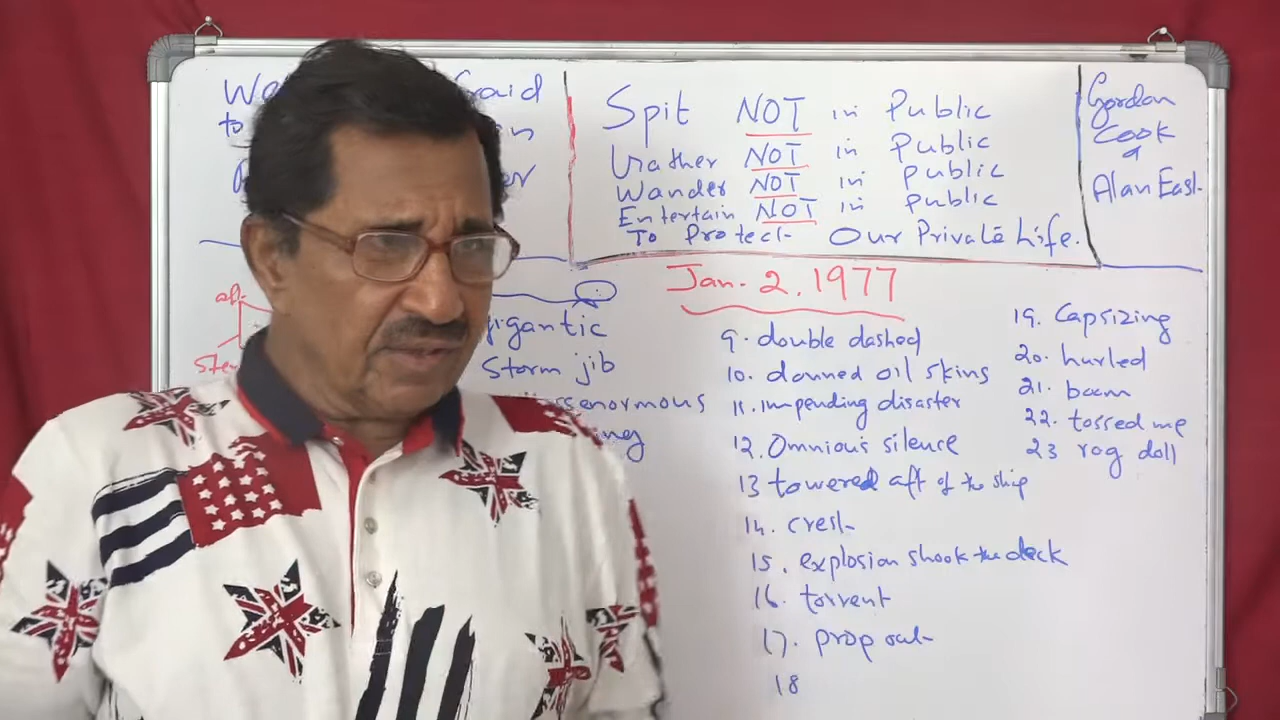 We
to
Spit NOT in Public
Urather NOT in Public
Wander NOT in Public
Entertain NOT in Public
To Protect Our Private Life.
Gordon
Cook
&
Alan East
Jan. 2. 1977
gigantic
Storm jib
enormous
9. double dashed
10. donned oil skins
11. impending disaster
12. Omnious silence
13 towered aft of the ship
14. crest
15. explosion shook the deck
16. torrent
17. prop out
18
19. Capsizing
20. hurled
21. boom
22. tossed me
23 rag doll